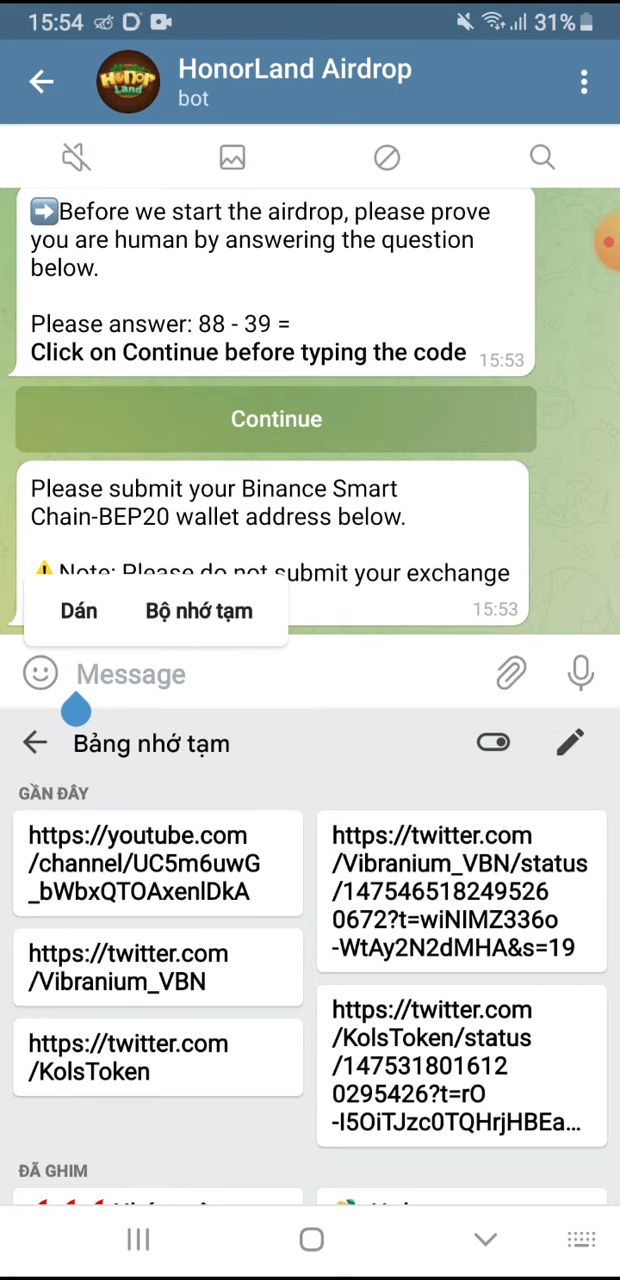 15:54
31%
HonorLand Airdrop
bot
Honor
Land
➡️Before we start the airdrop, please prove
you are human by answering the question
below.
Please answer: 88 - 39 =
Click on Continue before typing the code
15:53
Continue
Please submit your Binance Smart
Chain-BEP20 wallet address below.
⚠️ Note: Please do not submit your exchange
15:53
Dán
Bộ nhớ tạm
Message
Bảng nhớ tạm
GẦN ĐÂY
https://youtube.com
/channel/UC5m6uwG
_bWbxQTOAxenlDkA
https://twitter.com
/Vibranium_VBN/status
/147546518249526
0672?t=wiNIMZ336o
-WtAy2N2dMHA&s=19
https://twitter.com
/Vibranium_VBN
https://twitter.com
/KolsToken/status
/147531801612
0295426?t=rO
-I5OiTJzc0TQHrjHBEa...
https://twitter.com
/KolsToken
ĐÃ GHIM